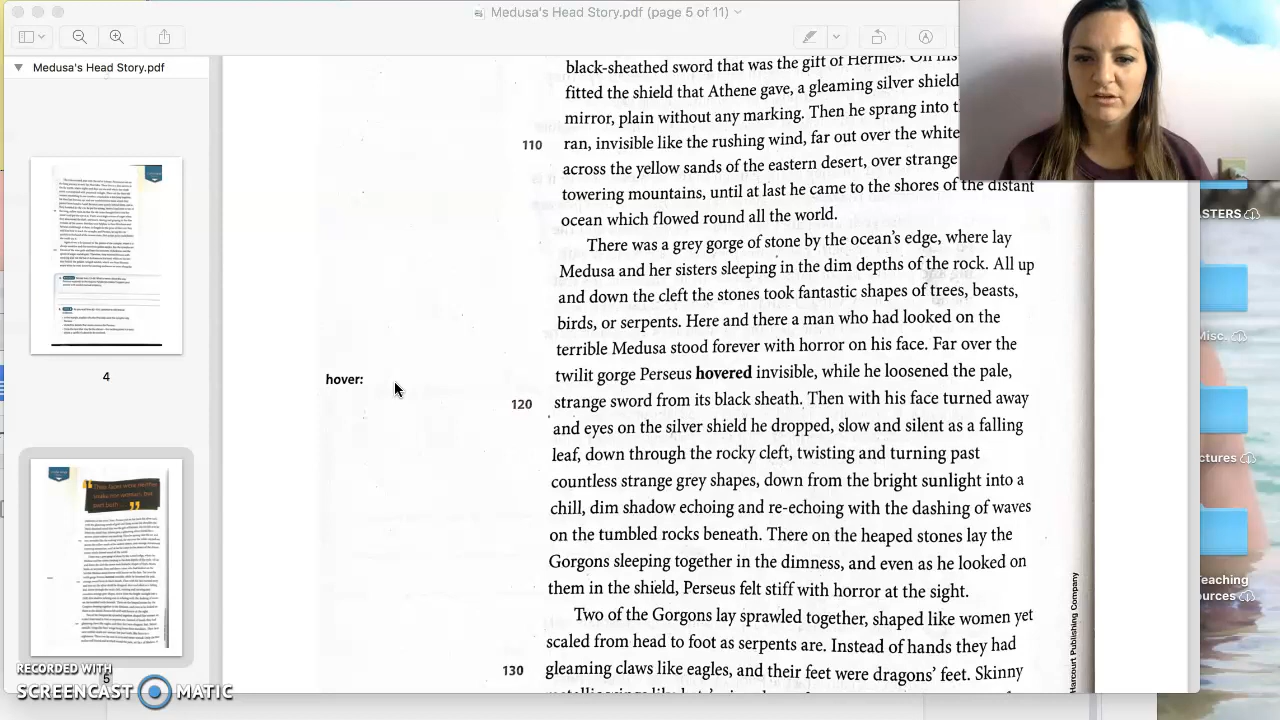 Medusa's Head Story.pdf (page 5 of 11)
Medusa's Head Story.pdf
4
black-sheathed sword that was the gift of Hermes. On his
fitted the shield that Athene gave, a gleaming silver shield
mirror, plain without any marking. Then he sprang into
110
ran, invisible like the rushing wind, far out over the white
across the yellow sands of the eastern desert, over strange
towering mountains, until at last he came to the shores of the distant
ocean which flowed round all the world.
There was a grey gorge of stone by the ocean's edge, where lay
Medusa and her sisters sleeping in the dim depths of the rock. All up
and down the cleft the stones took fantastic shapes of trees, beasts,
birds, or serpents. Here and there, a man who had looked on the
terrible Medusa stood forever with horror on his face. Far over the
hover:
twilit gorge Perseus hovered invisible, while he loosened the pale,
120
strange sword from its black sheath. Then with his face turned away
and eyes on the silver shield he dropped, slow and silent as a falling
leaf, down through the rocky cleft, twisting and turning past
countless strange grey shapes, down from the bright sunlight into a
chill, dim shadow echoing and re-echoing with the dashing of waves
on the tumbled rocks beneath. There on the heaped stones lay the
Gorgons sleeping together in the dimness, and even as he looked on
them in the shield, Perseus felt stiff with horror at the sight.
Two of the Gorgons lay sprawled together, shaped like women yet
scaled from head to foot as serpents are. Instead of hands they had
130
gleaming claws like eagles, and their feet were dragons' feet. Skinny
Harcourt Publishing Company
STERS
Misc.
ctures
Teaching
ources
RECORDED WITH
SCREENCAST MATIC